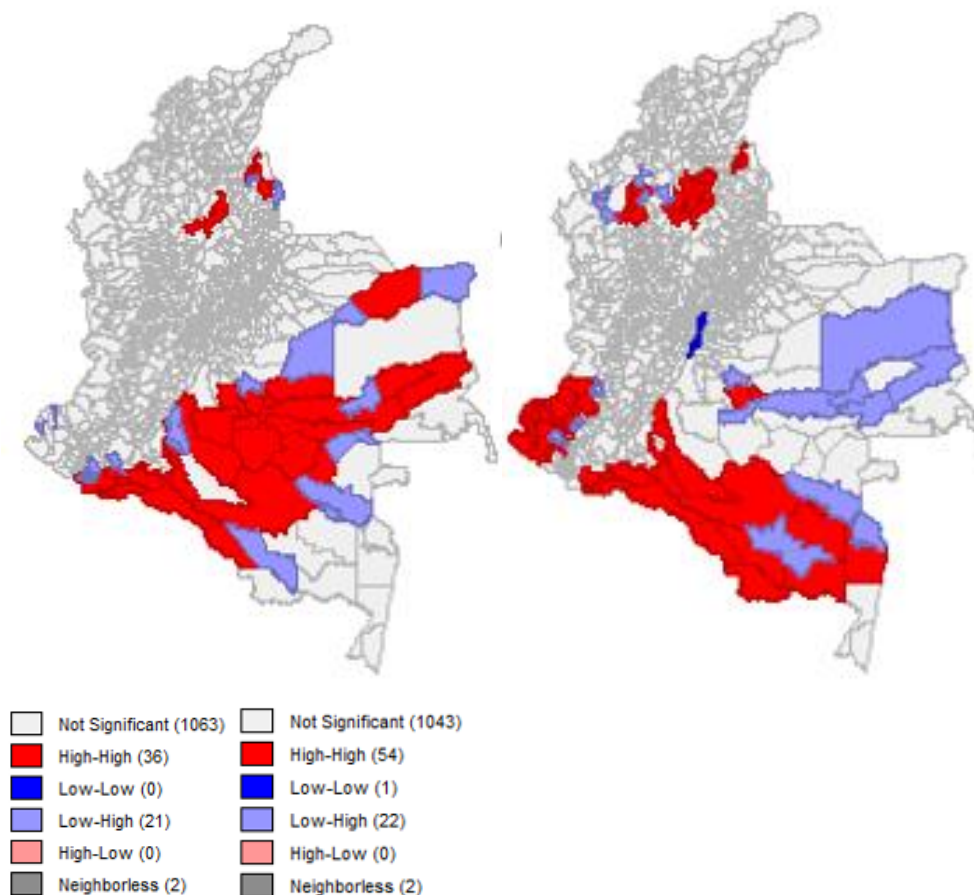 Not Significant (1063) Not Significant (1043)
High-High (36) High-High (54)
Low-Low (0) Low-Low (1)
Low-High (21) Low-High (22)
High-Low (0) High-Low (0)
Neighborless (2) Neighborless (2)